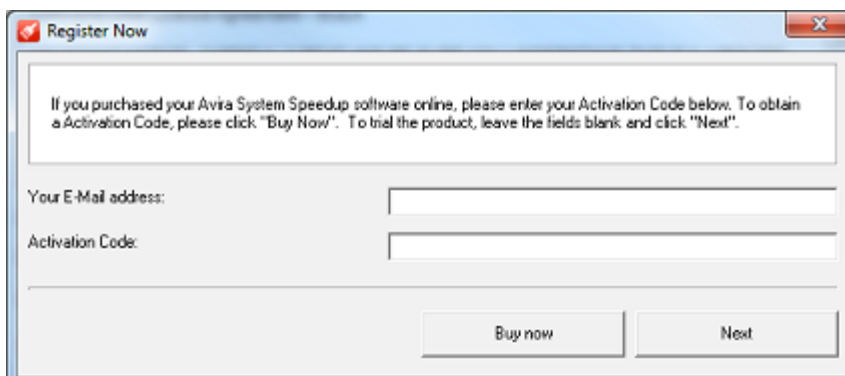 Register Now
If you purchased your Avira System Speedup software online, please enter your Activation Code below. To obtain
a Activation Code, please click "Buy Now".  To trial the product, leave the fields blank and click "Next".
Your E-Mail address:
Activation Code:
Buy now
Next